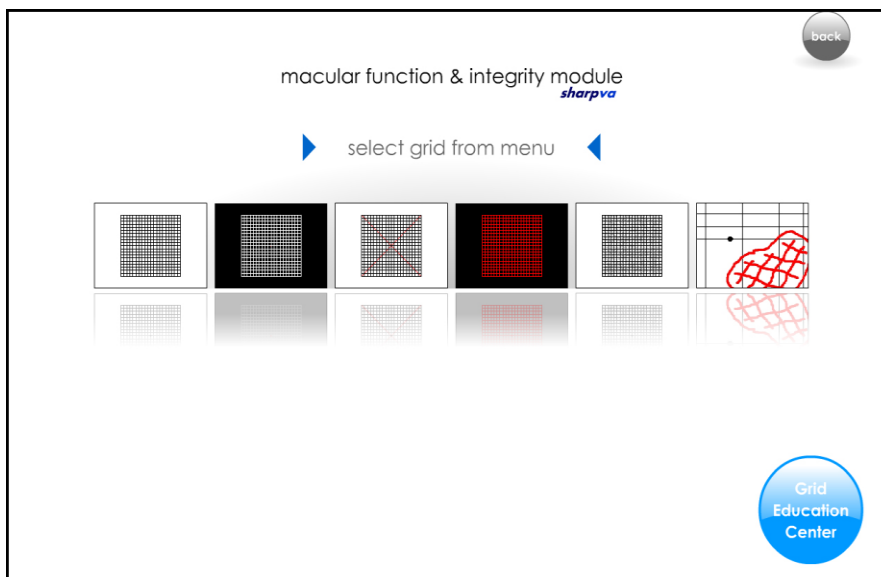 back
macular function & integrity module
sharpva
select grid from menu
Grid
Education
Center